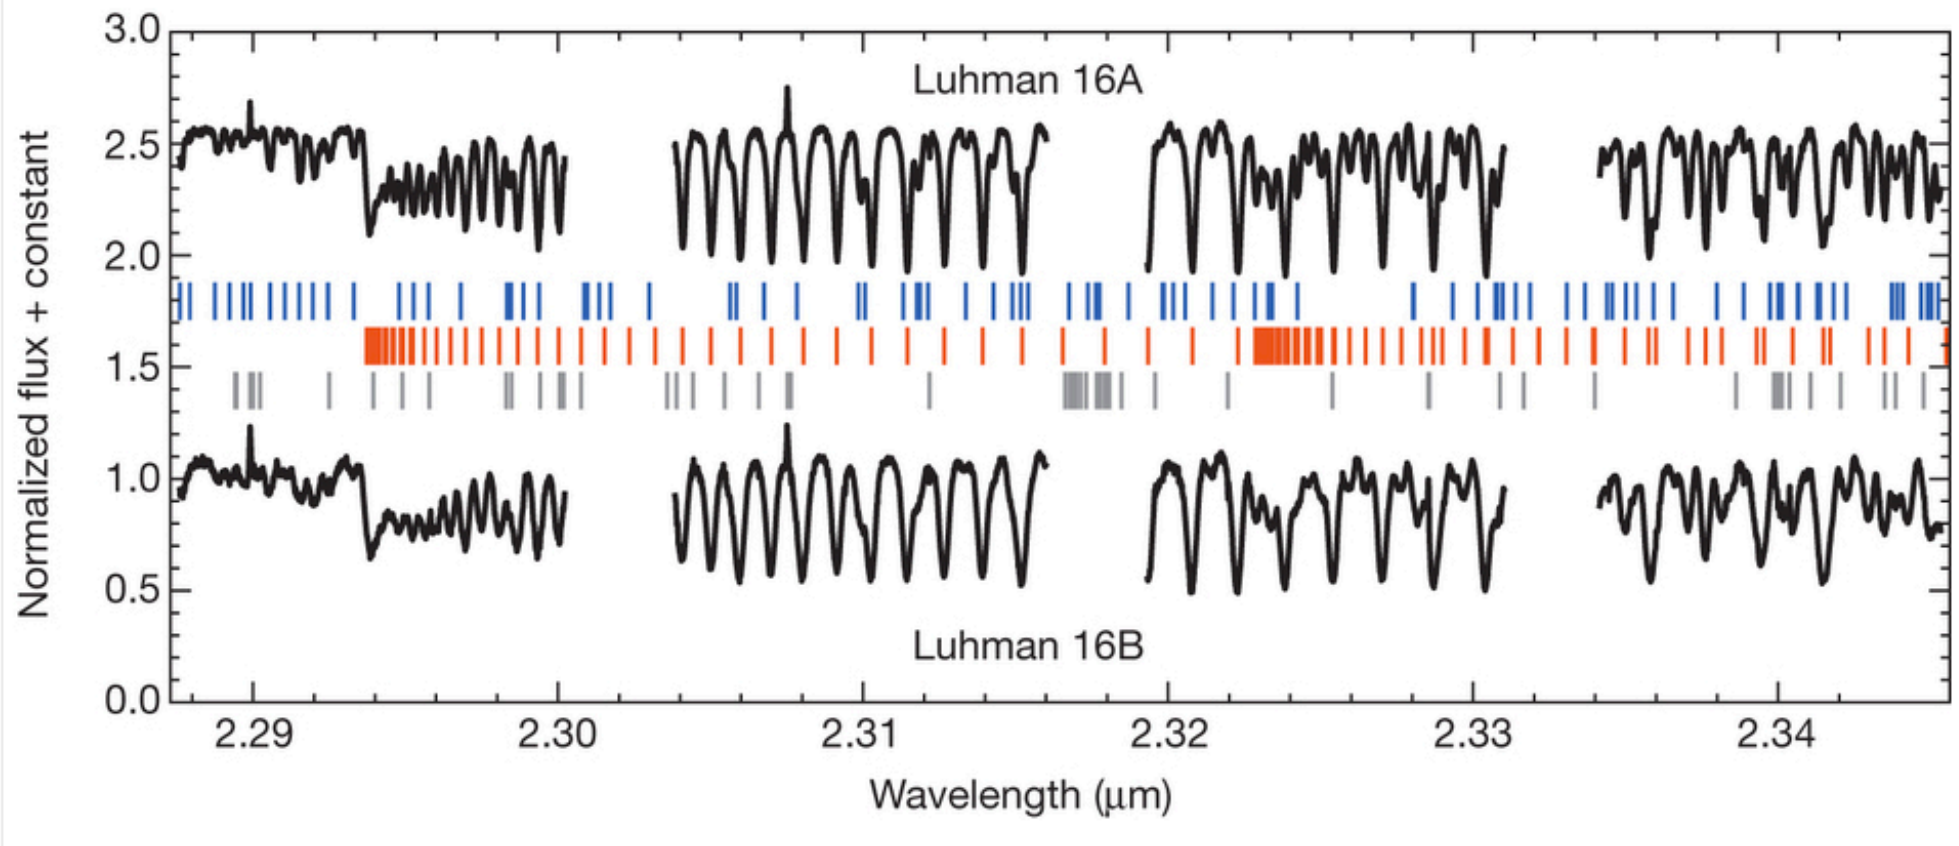 3.0
Luhman 16A
2.5
2.0
1.5
1.0
0.5
Luhman 16B
0.0
Normalized flux + constant
2.29 2.30 2.31 2.32 2.33 2.34
Wavelength (μm)